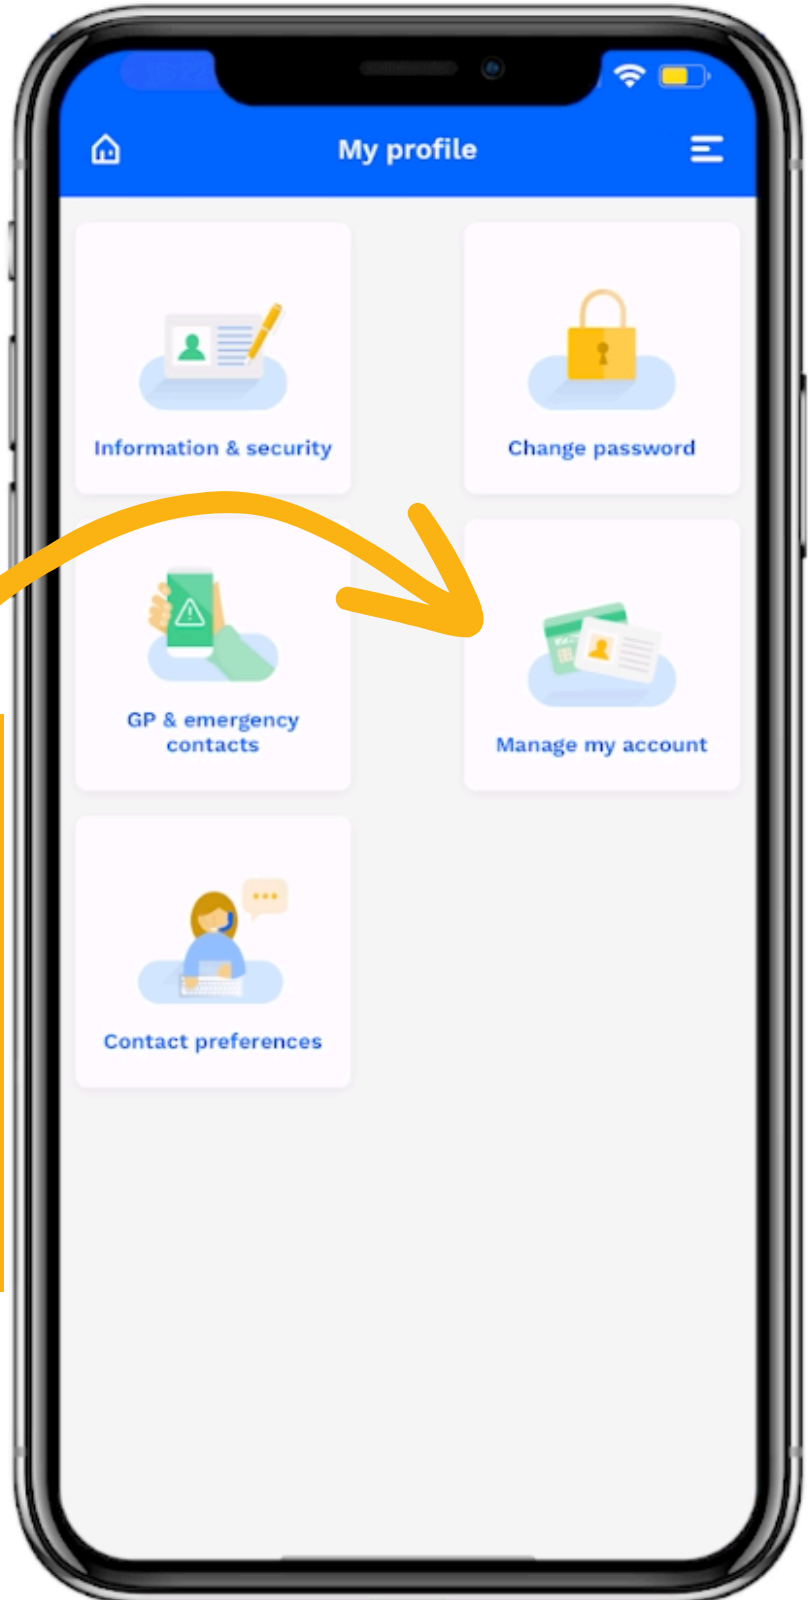 My profile
Information & security
Change password
GP & emergency
contacts
Manage my account
Contact preferences